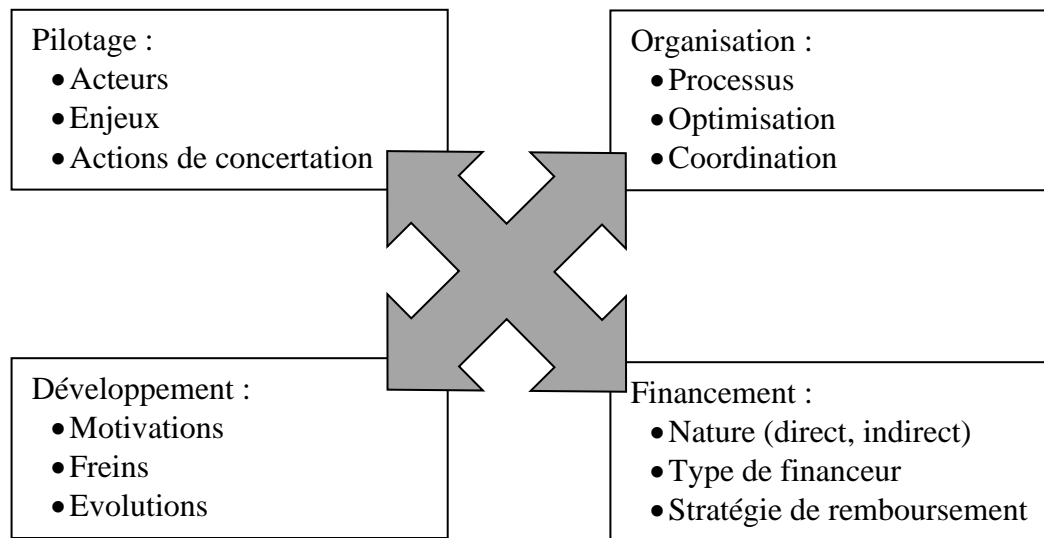 Pilotage :
•Acteurs
•Enjeux
•Actions de concertation
Organisation :
•Processus
•Optimisation
•Coordination
Développement :
•Motivations
•Freins
•Evolutions
Financement :
•Nature (direct, indirect)
•Type de financeur
•Stratégie de remboursement